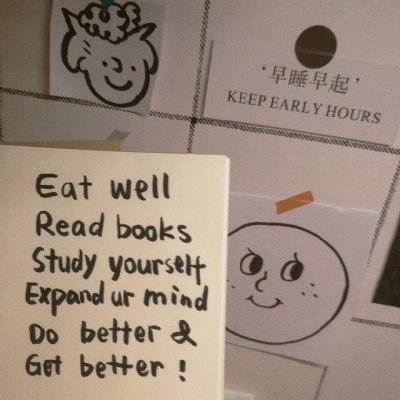 ‘早睡早起’
KEEP EARLY HOURS
Eat well
Read books
Study yourself
Expand ur mind
Do better &
Get better !